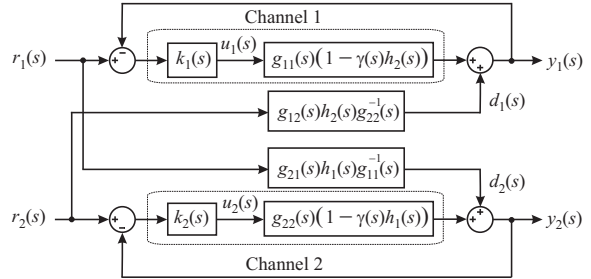 Channel 1
r₁(s)
k₁(s)
u₁(s)
g₁₁(s)(1 − γ(s)h₂(s))
y₁(s)
d₁(s)
g₁₂(s)h₂(s)g₂₂⁻¹(s)
g₂₁(s)h₁(s)g₁₁⁻¹(s)
d₂(s)
r₂(s)
k₂(s)
u₂(s)
g₂₂(s)(1 − γ(s)h₁(s))
y₂(s)
Channel 2